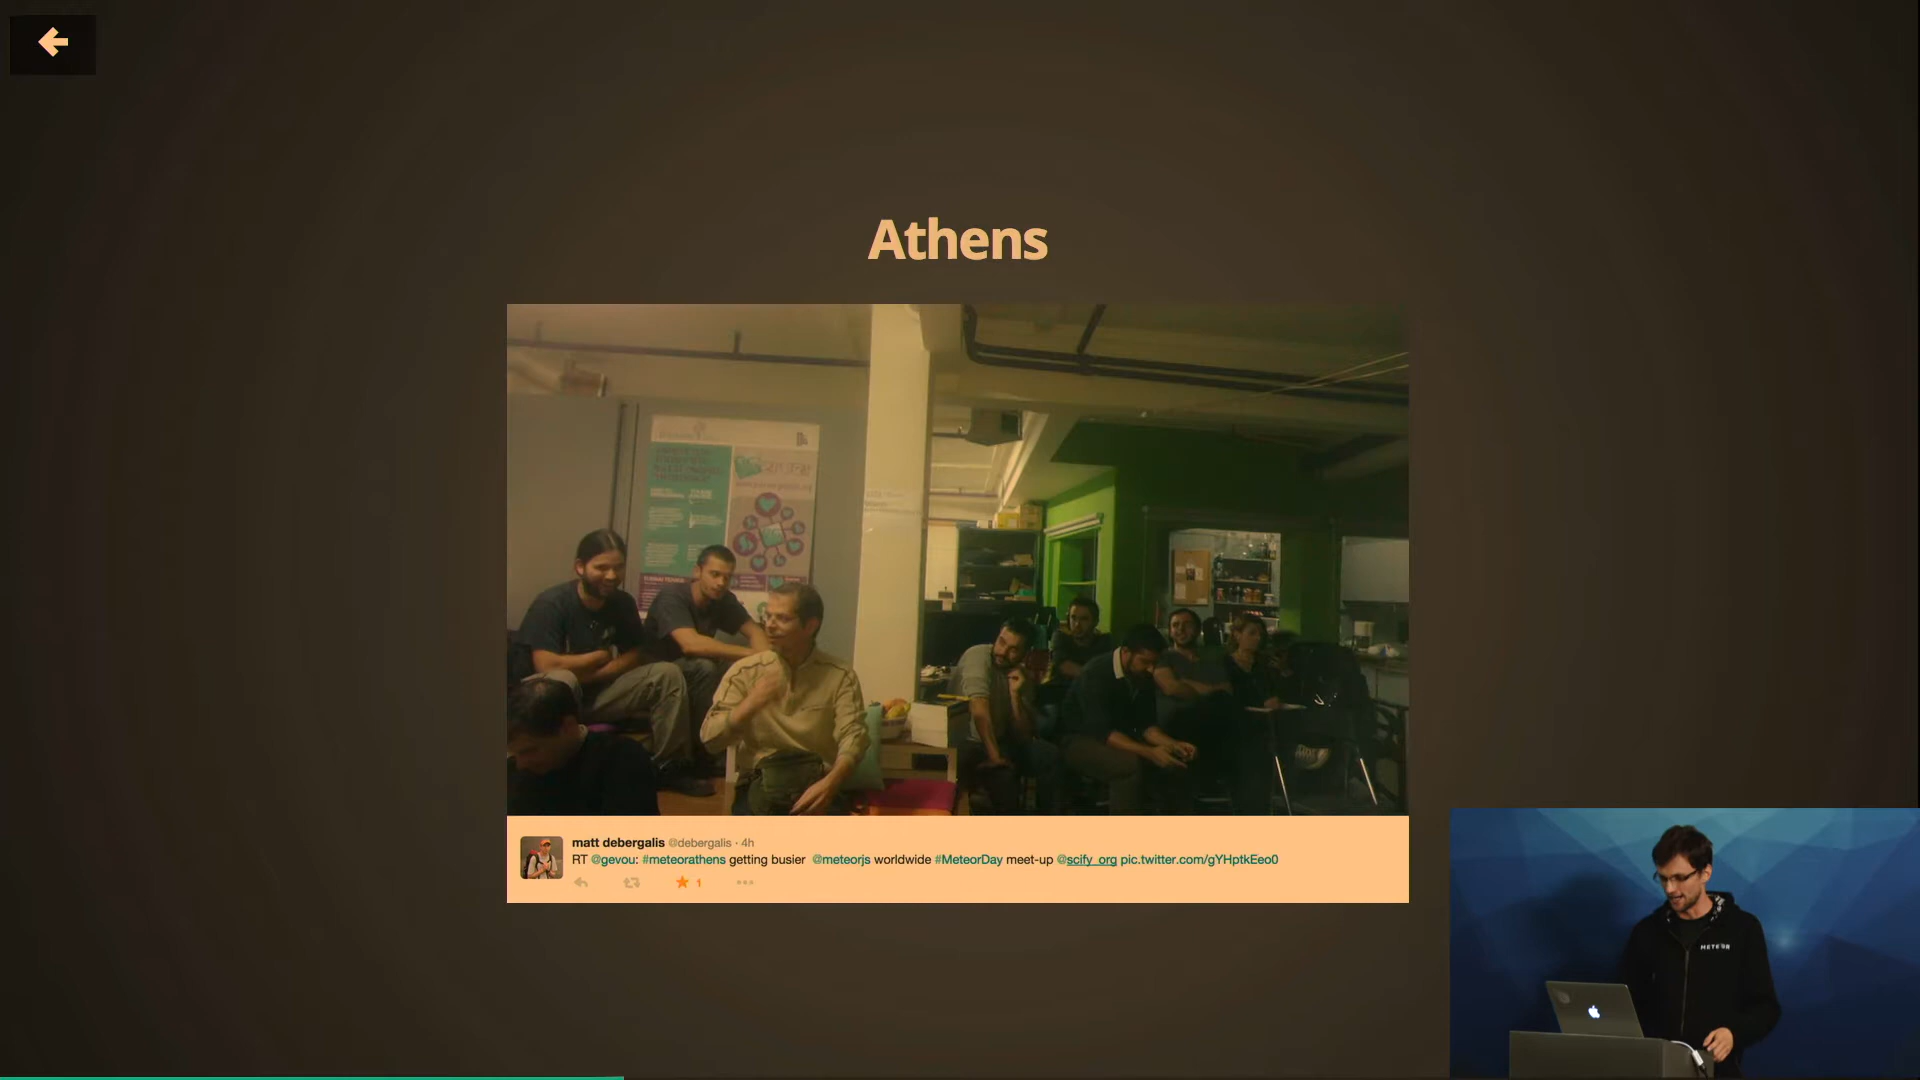 Athens
matt debergalis @debergalis · 4h
RT @gevou: #meteorathens getting busier @meteorjs worldwide #MeteorDay meet-up @scify_org pic.twitter.com/gYHptkEeo0
1
METEOR